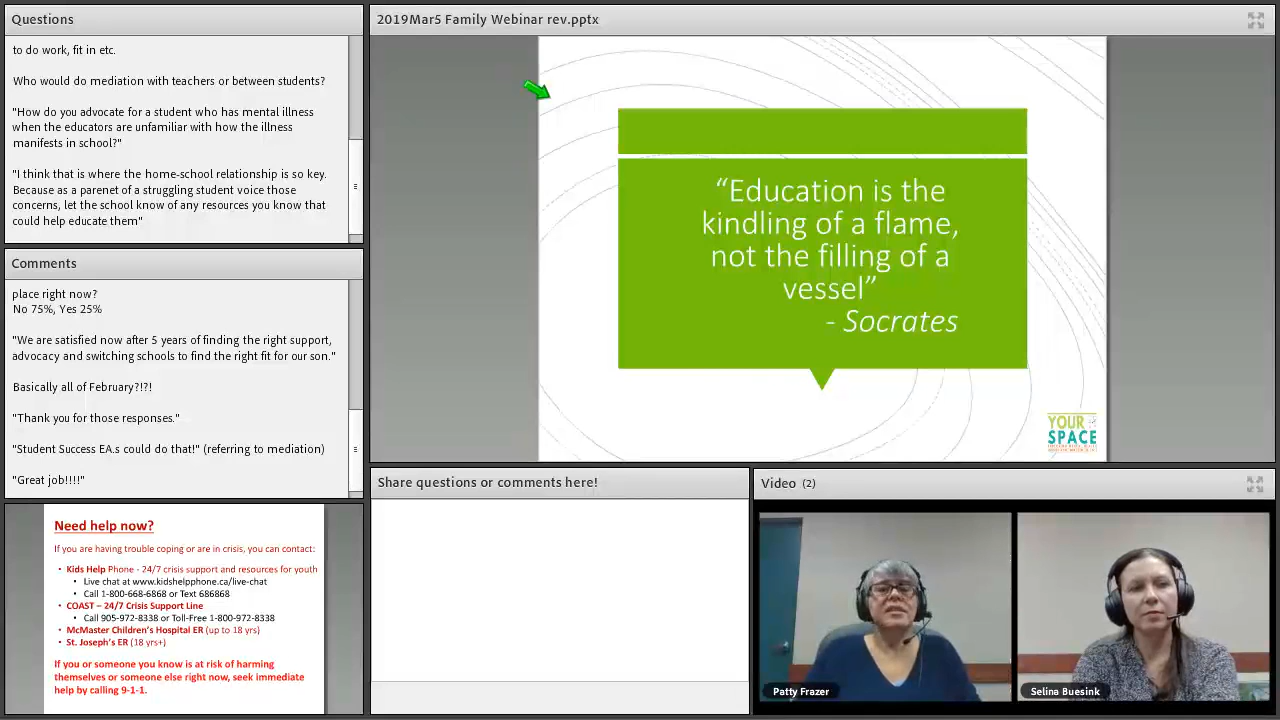 Questions
to do work, fit in etc.
Who would do mediation with teachers or between students?
"How do you advocate for a student who has mental illness
when the educators are unfamiliar with how the illness
manifests in school?"
"I think that is where the home-school relationship is so key.
Because as a parenet of a struggling student voice those
concerns, let the school know of any resources you know that
could help educate them"
Comments
place right now?
No 75%, Yes 25%
"We are satisfied now after 5 years of finding the right support,
advocacy and switching schools to find the right fit for our son."
Basically all of February?!?!
"Thank you for those responses."
"Student Success EA.s could do that!" (referring to mediation)
"Great job!!!!"
Need help now?
If you are having trouble coping or are in crisis, you can contact:
• Kids Help Phone - 24/7 crisis support and resources for youth
• Live chat at www.kidshelpphone.ca/live-chat
• Call 1-800-668-6868 or Text 686868
• COAST – 24/7 Crisis Support Line
• Call 905-972-8338 or Toll-Free 1-800-972-8338
• McMaster Children's Hospital ER (up to 18 yrs)
• St. Joseph's ER (18 yrs+)
If you or someone you know is at risk of harming
themselves or someone else right now, seek immediate
help by calling 9-1-1.
2019Mar5 Family Webinar rev.pptx
“Education is the
kindling of a flame,
not the filling of a
vessel”
- Socrates
YOUR
SPACE
Share questions or comments here!
Video (2)
Patty Frazer
Selina Buesink